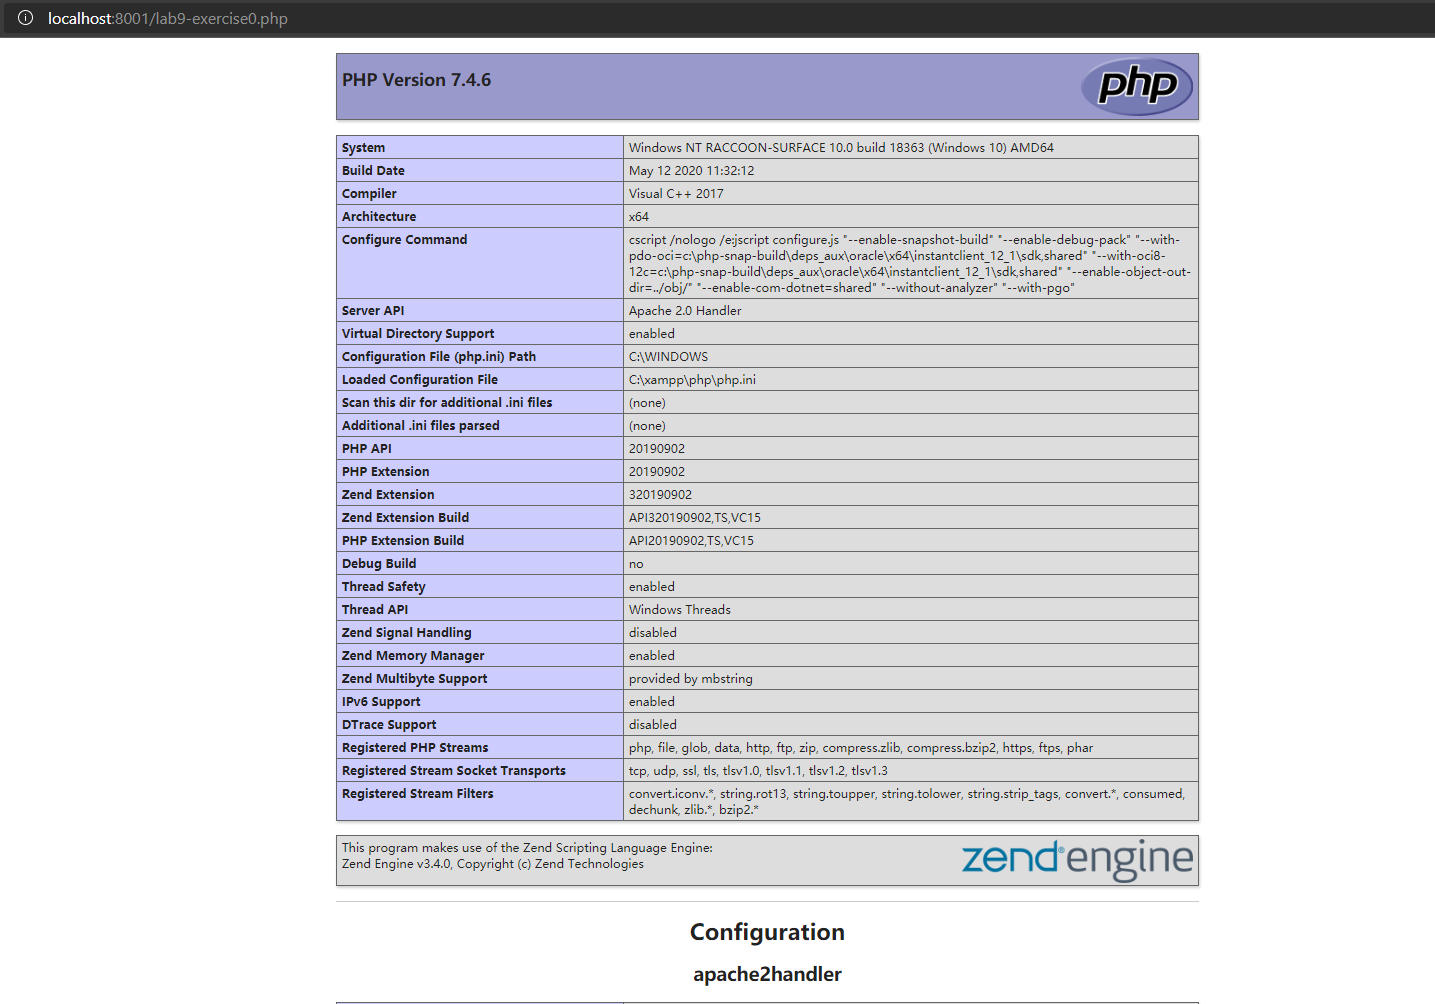 localhost:8001/lab9-exercise0.php
PHP Version 7.4.6
php
System Windows NT RACCOON-SURFACE 10.0 build 18363 (Windows 10) AMD64
Build Date May 12 2020 11:32:12
Compiler Visual C++ 2017
Architecture x64
Configure Command cscript /nologo /e:jscript configure.js "--enable-snapshot-build" "--enable-debug-pack" "--with-
pdo-oci=c:\php-snap-build\deps_aux\oracle\x64\instantclient_12_1\sdk,shared" "--with-oci8-
12c=c:\php-snap-build\deps_aux\oracle\x64\instantclient_12_1\sdk,shared" "--enable-object-out-
dir=../obj/" "--enable-com-dotnet=shared" "--without-analyzer" "--with-pgo"
Server API Apache 2.0 Handler
Virtual Directory Support enabled
Configuration File (php.ini) Path C:\WINDOWS
Loaded Configuration File C:\xampp\php\php.ini
Scan this dir for additional .ini files (none)
Additional .ini files parsed (none)
PHP API 20190902
PHP Extension 20190902
Zend Extension 320190902
Zend Extension Build API320190902,TS,VC15
PHP Extension Build API20190902,TS,VC15
Debug Build no
Thread Safety enabled
Thread API Windows Threads
Zend Signal Handling disabled
Zend Memory Manager enabled
Zend Multibyte Support provided by mbstring
IPv6 Support enabled
DTrace Support disabled
Registered PHP Streams php, file, glob, data, http, ftp, zip, compress.zlib, compress.bzip2, https, ftps, phar
Registered Stream Socket Transports tcp, udp, ssl, tls, tlsv1.0, tlsv1.1, tlsv1.2, tlsv1.3
Registered Stream Filters convert.iconv.*, string.rot13, string.toupper, string.tolower, string.strip_tags, convert.*, consumed,
dechunk, zlib.*, bzip2.*
This program makes use of the Zend Scripting Language Engine:
Zend Engine v3.4.0, Copyright (c) Zend Technologies
zend® engine
Configuration
apache2handler